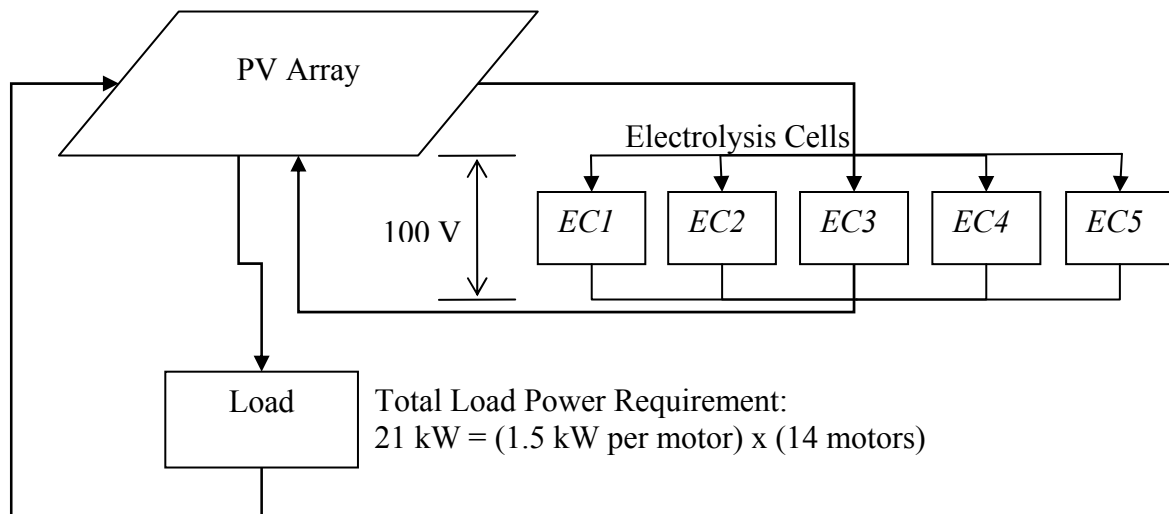 PV Array
Electrolysis Cells
EC1 EC2 EC3 EC4 EC5
100 V
Load
Total Load Power Requirement:
21 kW = (1.5 kW per motor) x (14 motors)